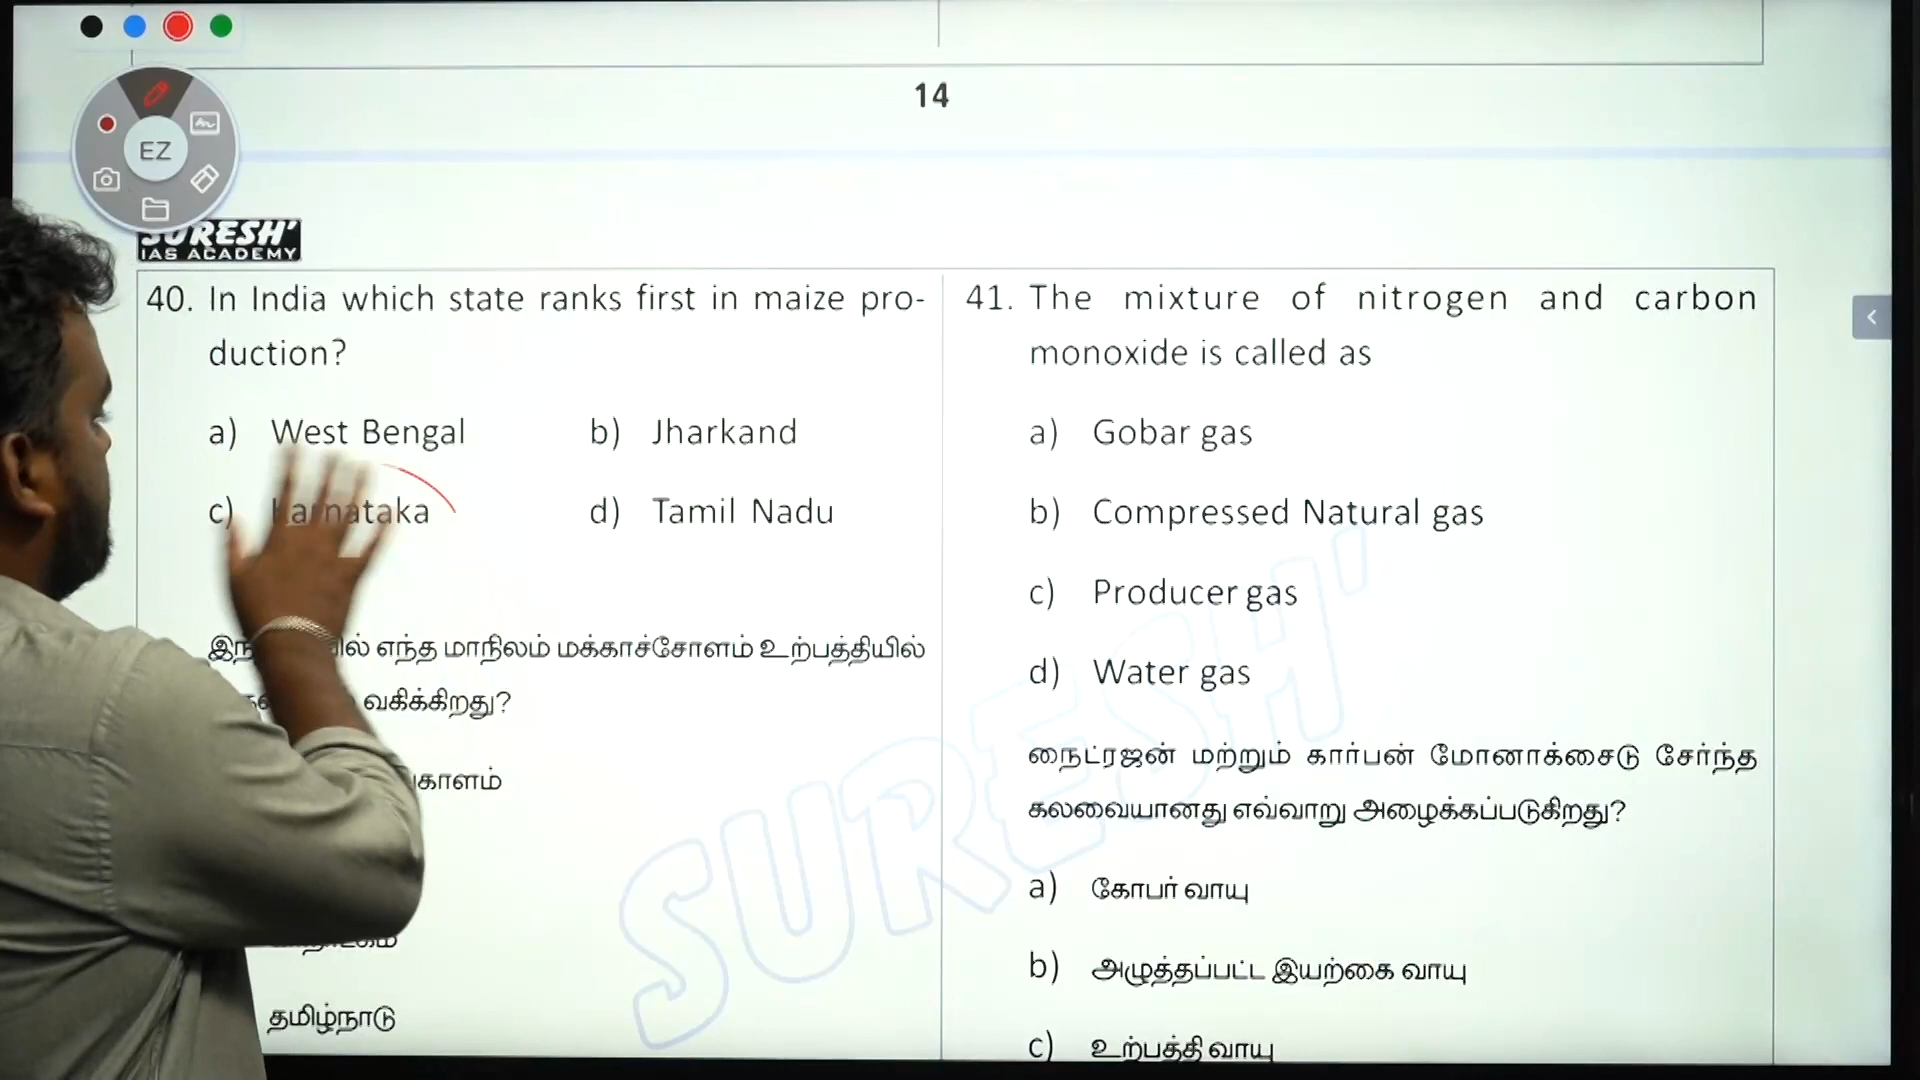 14
EZ
SURESH'
IAS ACADEMY
40. In India which state ranks first in maize pro-
duction?
a) West Bengal b) Jharkand
c) Karnataka d) Tamil Nadu
எந்த மாநிலம் மக்காச்சோளம் உற்பத்தியில்
வகிக்கிறது?
தமிழ்நாடு
41. The mixture of nitrogen and carbon
monoxide is called as
a) Gobar gas
b) Compressed Natural gas
c) Producer gas
d) Water gas
நைட்ரஜன் மற்றும் கார்பன் மோனாக்சைடு சேர்ந்த
கலவையானது எவ்வாறு அழைக்கப்படுகிறது?
a) கோபர் வாயு
b) அழுத்தப்பட்ட இயற்கை வாயு
c) உற்பத்தி வாயு
SURESH'